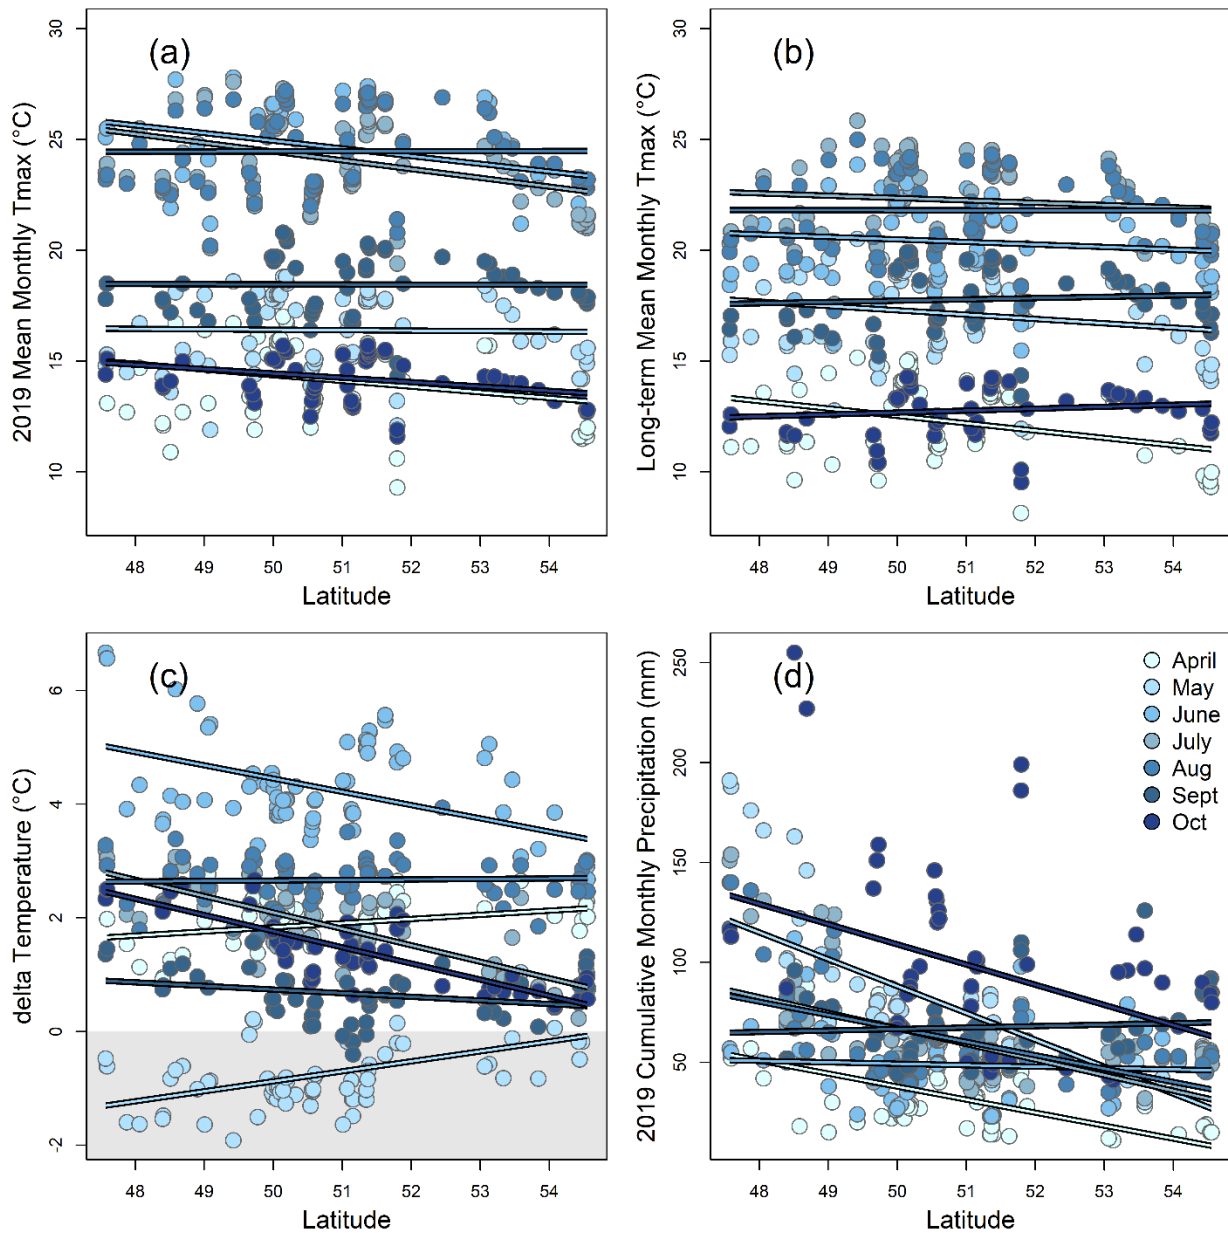 (a)
2019 Mean Monthly Tmax (°C)
30
25
20
15
10
48 49 50 51 52 53 54
Latitude
(b)
Long-term Mean Monthly Tmax (°C)
30
25
20
15
10
48 49 50 51 52 53 54
Latitude
(c)
delta Temperature (°C)
6
4
2
0
-2
48 49 50 51 52 53 54
Latitude
(d)
2019 Cumulative Monthly Precipitation (mm)
250
200
150
100
50
48 49 50 51 52 53 54
Latitude
April
May
June
July
Aug
Sept
Oct